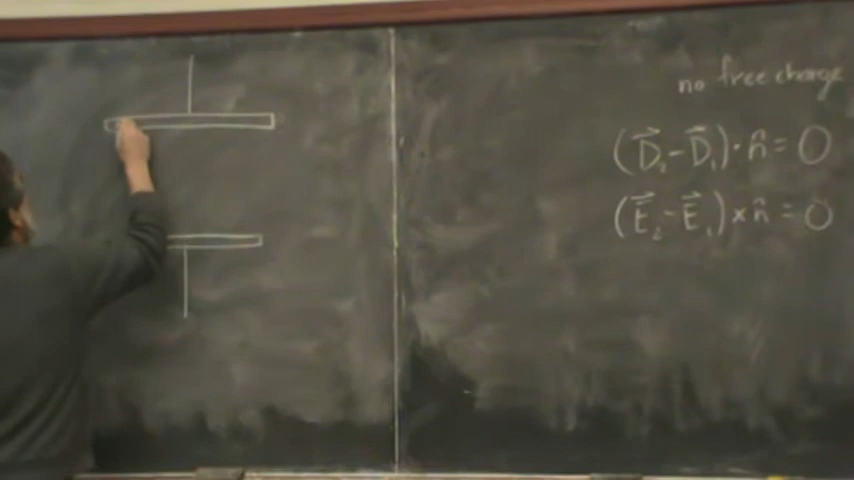 no free charge
(D⃗₂-D⃗₁)·n̂=0
(E⃗₂-E⃗₁)×n̂=0